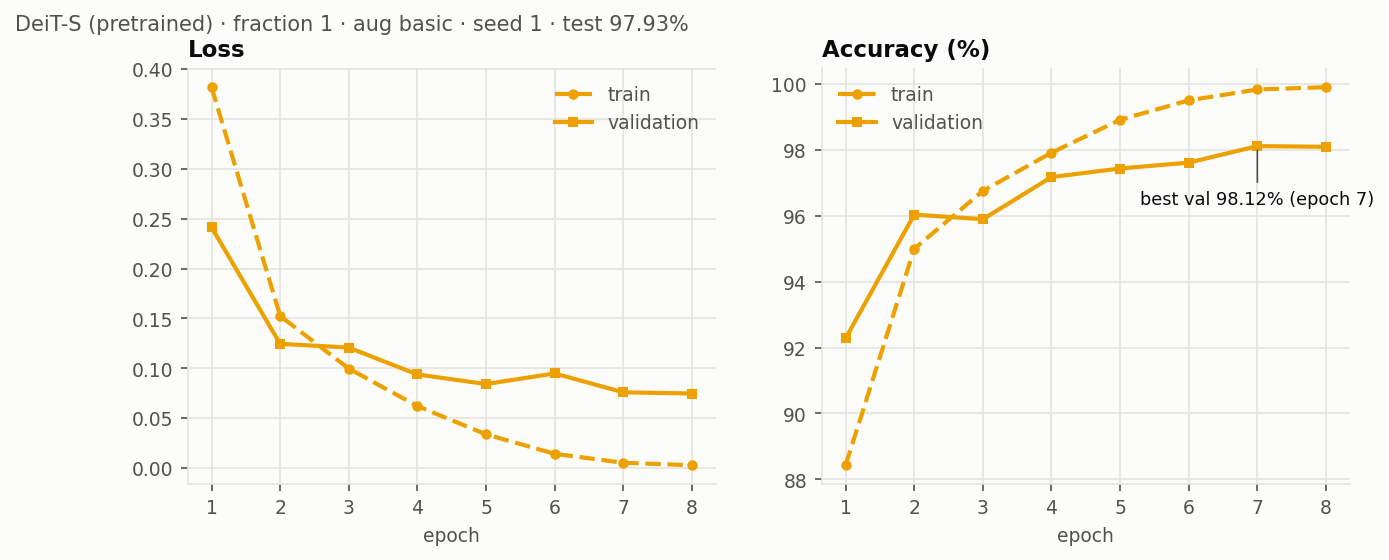 DeiT-S (pretrained) · fraction 1 · aug basic · seed 1 · test 97.93%
Loss
0.40
0.35
0.30
0.25
0.20
0.15
0.10
0.05
0.00
train
validation
1 2 3 4 5 6 7 8
epoch
Accuracy (%)
100
98
96
94
92
90
88
train
validation
best val 98.12% (epoch 7)
1 2 3 4 5 6 7 8
epoch